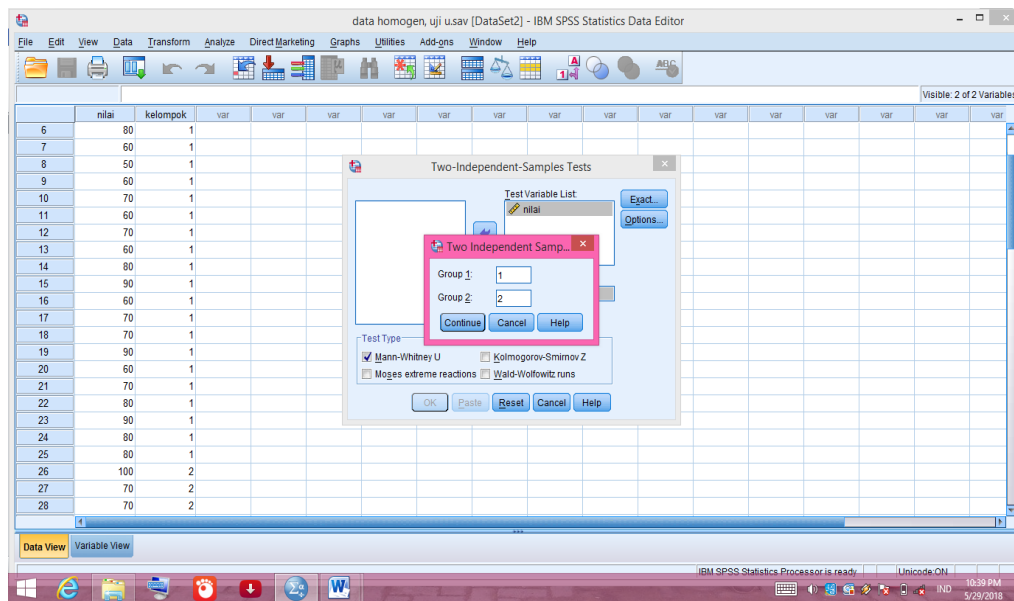 data homogen, uji u.sav [DataSet2] - IBM SPSS Statistics Data Editor
File Edit View Data Transform Analyze Direct Marketing Graphs Utilities Add-ons Window Help
Visible: 2 of 2 Variables
nilai kelompok var var var var var var var var var var var var var var var
6 80 1
7 60 1
8 50 1
9 60 1
10 70 1
11 60 1
12 70 1
13 60 1
14 80 1
15 90 1
16 60 1
17 70 1
18 70 1
19 90 1
20 60 1
21 70 1
22 80 1
23 90 1
24 80 1
25 80 1
26 100 2
27 70 2
28 70 2
Two-Independent-Samples Tests
Test Variable List:
nilai
Exact...
Options...
Two Independent Samp...
Group 1: 1
Group 2: 2
Continue Cancel Help
Test Type
Mann-Whitney U Kolmogorov-Smirnov Z
Moses extreme reactions Wald-Wolfowitz runs
OK Paste Reset Cancel Help
Data View Variable View
IBM SPSS Statistics Processor is ready Unicode:ON
IND
10:39 PM
5/29/2018